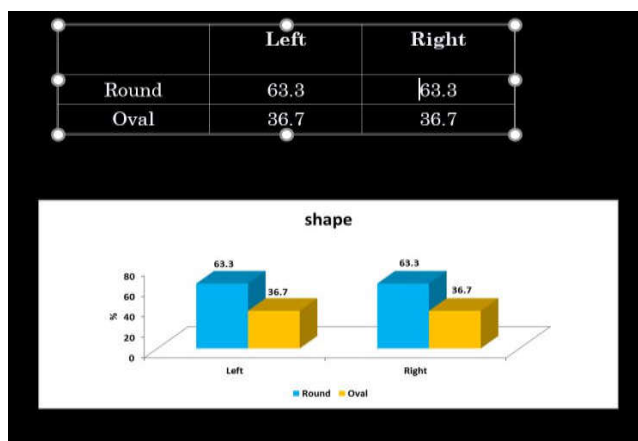 Left Right
Round 63.3 63.3
Oval 36.7 36.7
shape
63.3 36.7 63.3 36.7
80
60
40
20
0
%
Left Right
Round Oval